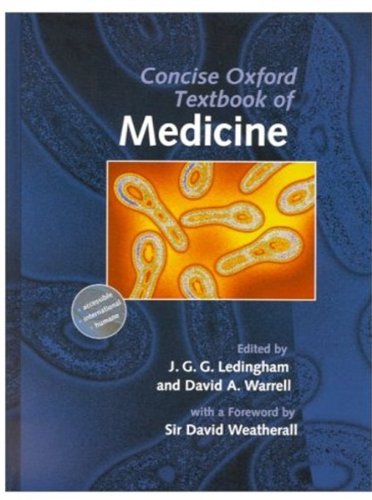 Concise Oxford
Textbook of
Medicine
• accessible
• international
• humane
Edited by
J. G. G. Ledingham
and David A. Warrell
with a Foreword by
Sir David Weatherall